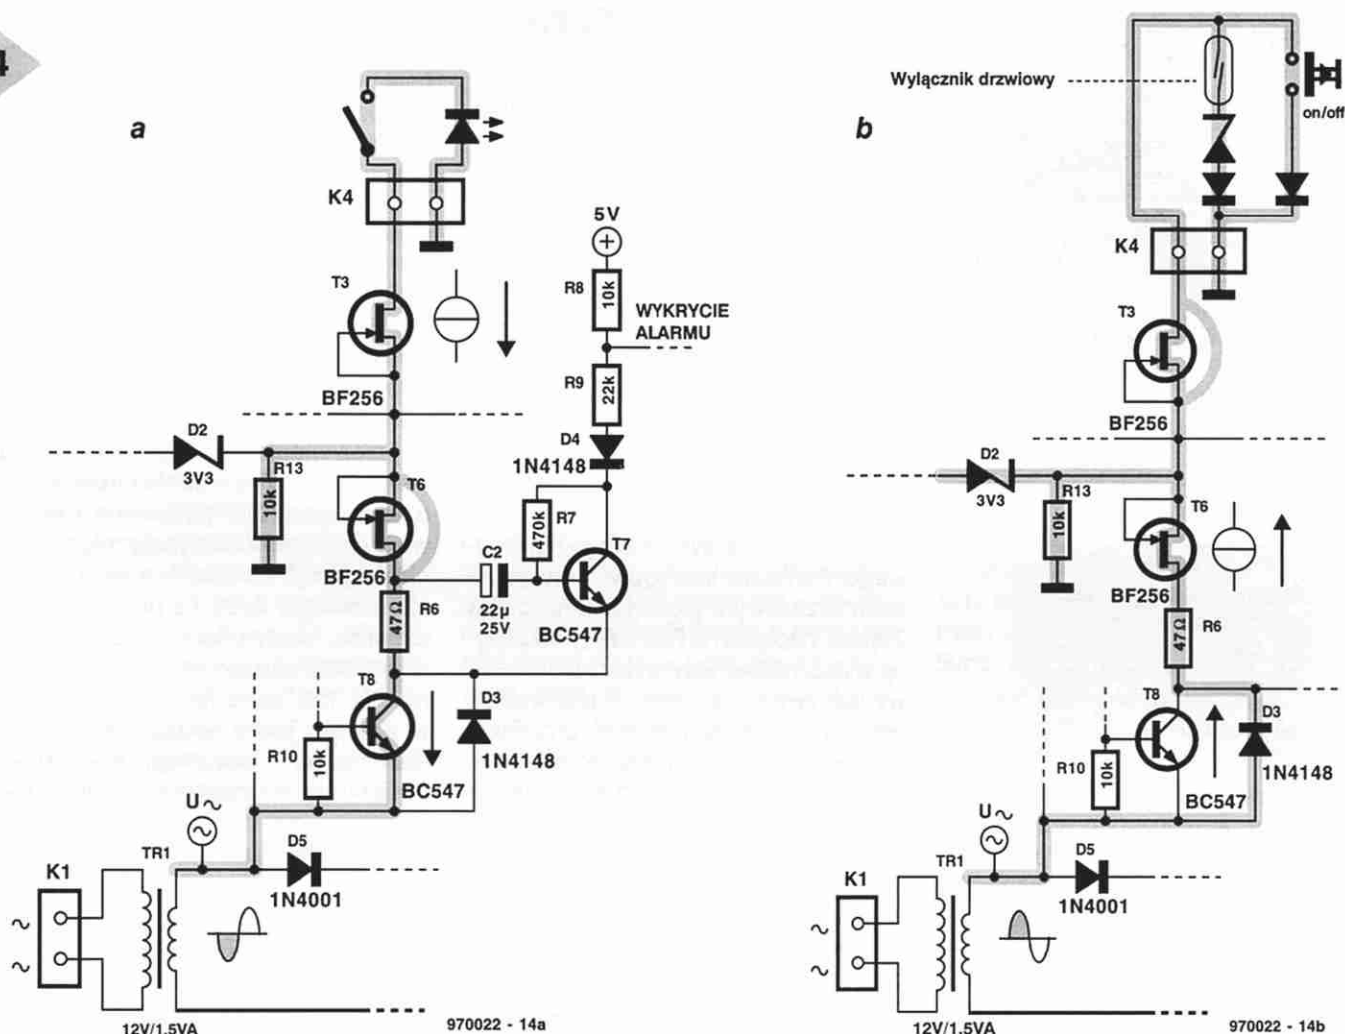 4
a
K4
T3
BF256
5V
R8
10k
WYKRYCIE
ALARMU
R9
22k
D4
1N4148
D2
3V3
R13
10k
T6
BF256
R7
470k
C2
22µ
25V
T7
BC547
R6
47Ω
T8
BC547
D3
1N4148
R10
10k
U~
TR1
D5
1N4001
K1
~
~
12V/1.5VA
970022 - 14a
b
Wyłącznik drzwiowy
on/off
K4
T3
BF256
D2
3V3
R13
10k
T6
BF256
R6
47Ω
T8
BC547
D3
1N4148
R10
10k
U~
TR1
D5
1N4001
K1
~
~
12V/1.5VA
970022 - 14b